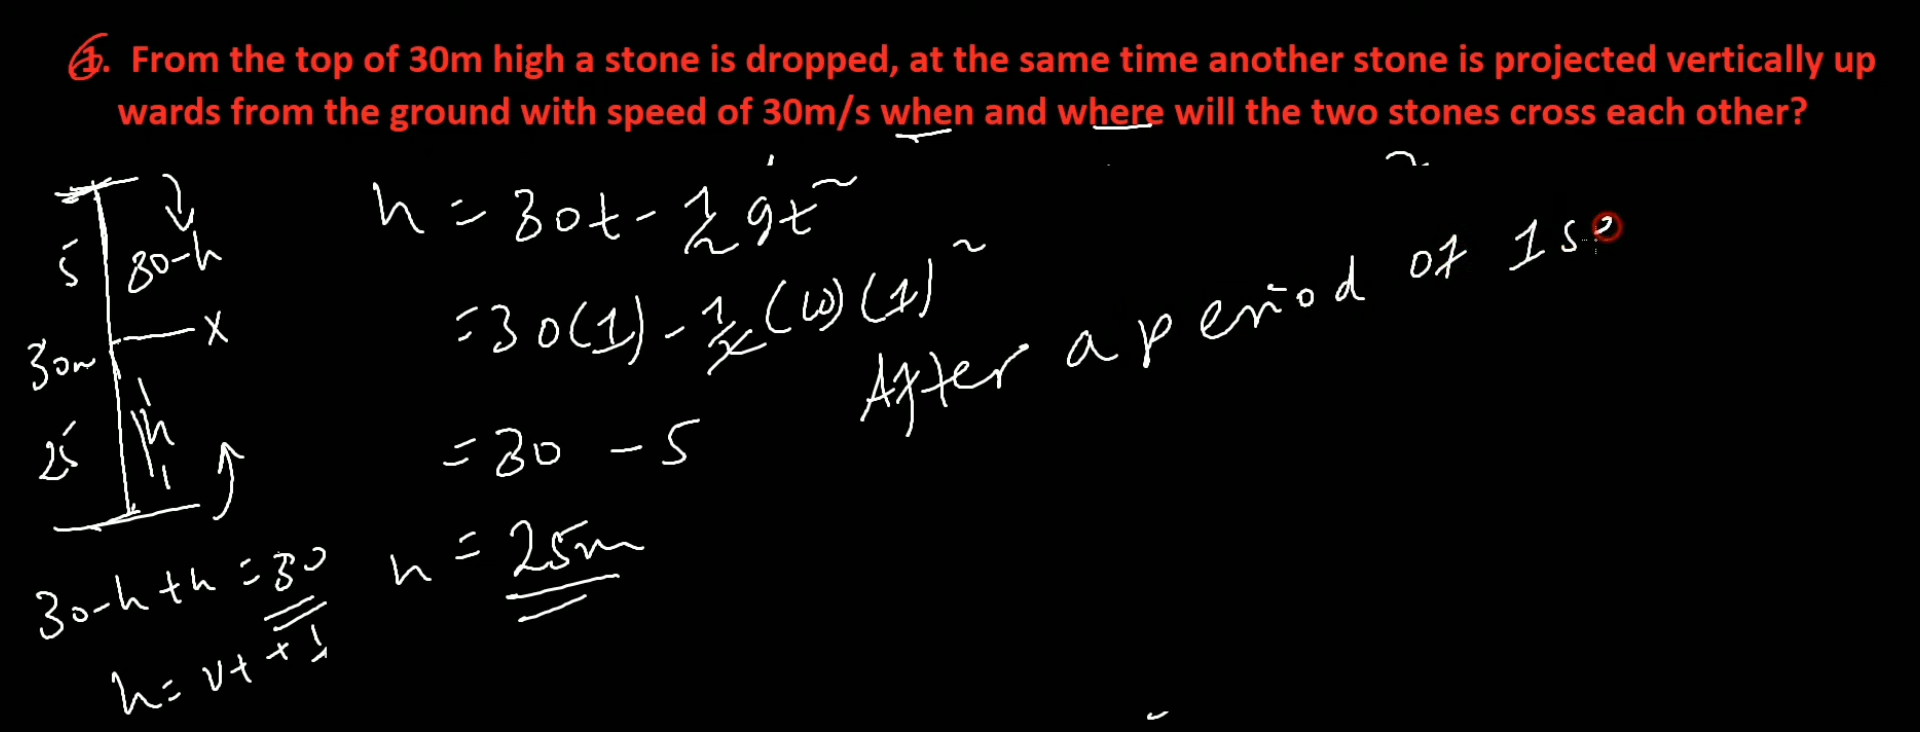 1. From the top of 30m high a stone is dropped, at the same time another stone is projected vertically up
wards from the ground with speed of 30m/s when and where will the two stones cross each other?
5
30-h
x
30m
25
h
30-h+h=30
h=vt+1
h=30t-1/2gt²
=30(1)-1/2(10)(1)²
=30-5
h=25m
After a period of 1s